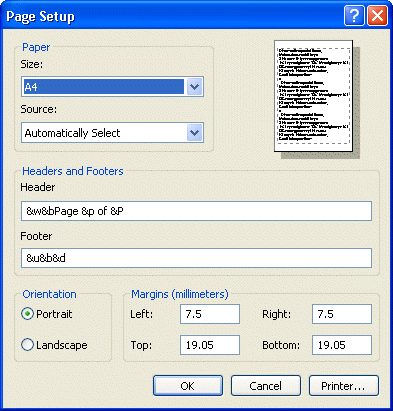 Page Setup
Paper
Size:
A4
Source:
Automatically Select
Headers and Footers
Header
&w&bPage &p of &P
Footer
&u&b&d
Orientation
Portrait
Landscape
Margins (millimeters)
Left: 7.5 Right: 7.5
Top: 19.05 Bottom: 19.05
OK Cancel Printer...